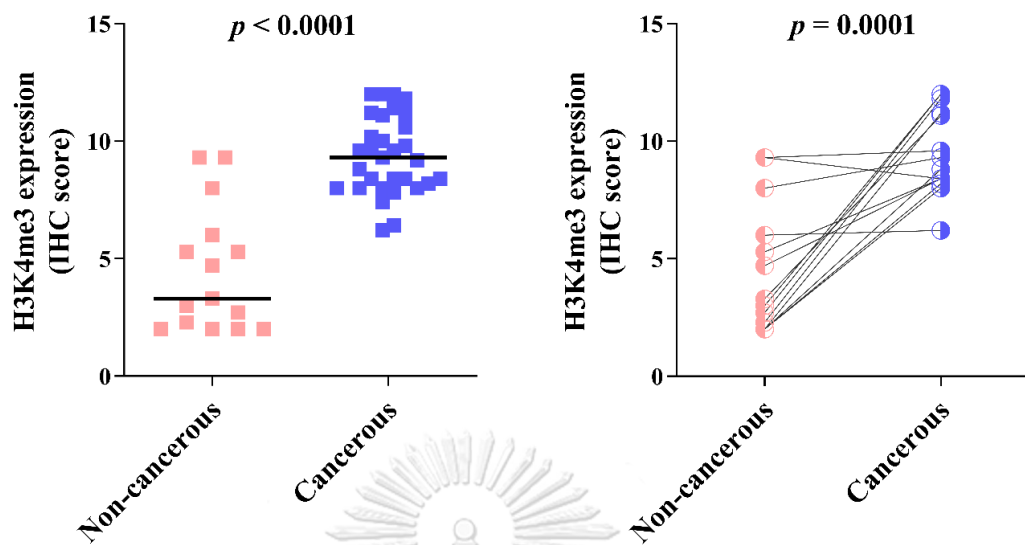 p < 0.0001
H3K4me3 expression
(IHC score)
15
10
5
0
Non-cancerous
Cancerous
p = 0.0001
H3K4me3 expression
(IHC score)
15
10
5
0
Non-cancerous
Cancerous